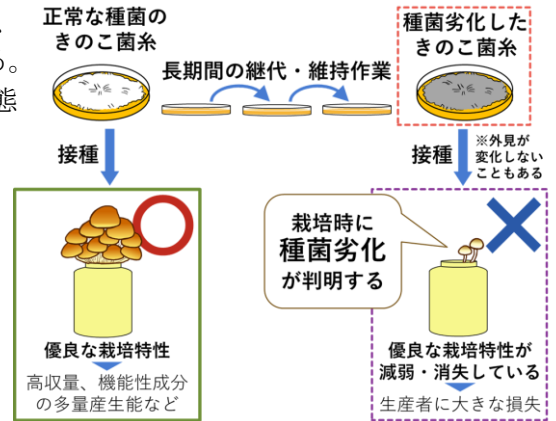 正常な種菌の
きのこ菌糸
る。
態
長期間の継代・維持作業
種菌劣化した
きのこ菌糸
接種
接種
※外見が
変化しない
こともある
栽培時に
種菌劣化
が判明する
優良な栽培特性
高収量、機能性成分
の多量産生能など
優良な栽培特性が
減弱・消失している
生産者に大きな損失